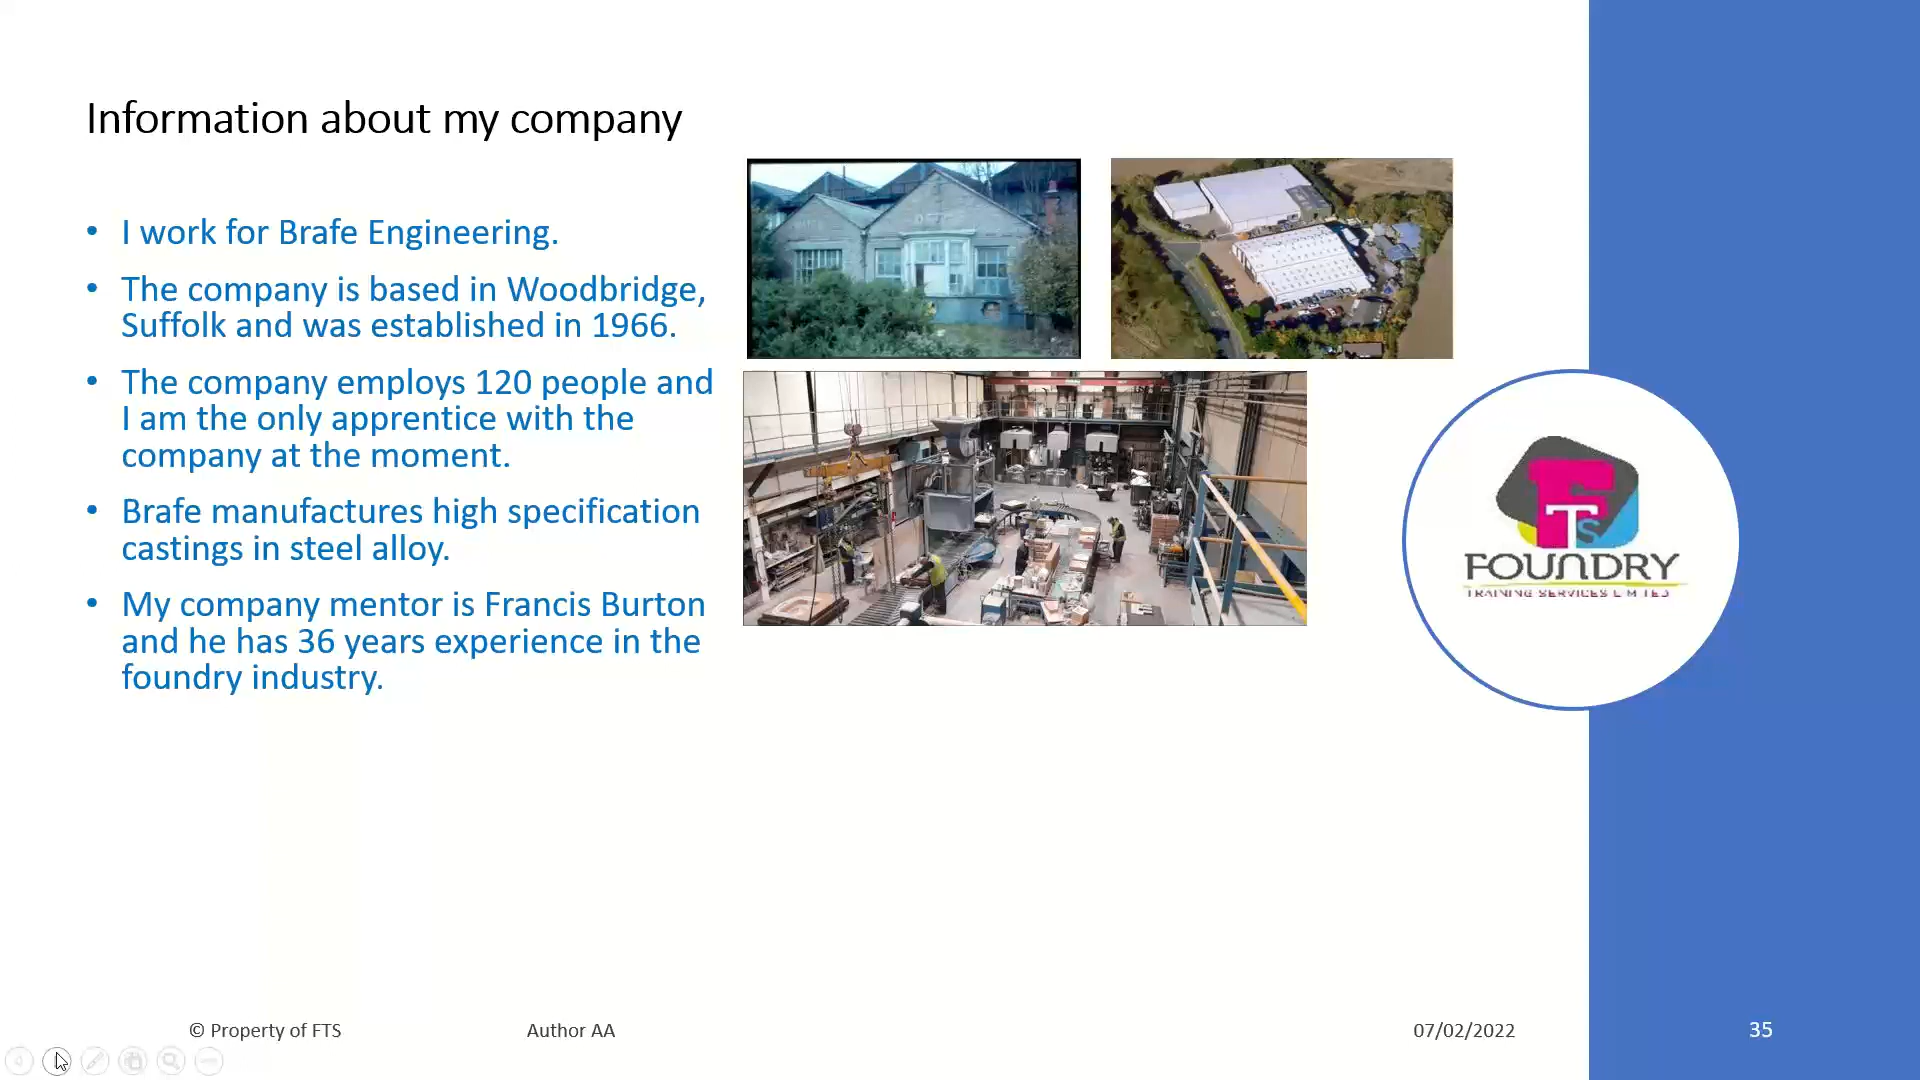 Information about my company
• I work for Brafe Engineering.
• The company is based in Woodbridge,
Suffolk and was established in 1966.
• The company employs 120 people and
I am the only apprentice with the
company at the moment.
• Brafe manufactures high specification
castings in steel alloy.
• My company mentor is Francis Burton
and he has 36 years experience in the
foundry industry.
FTS
FOUNDRY
TRAINING SERVICES LIMITED
© Property of FTS
Author AA
07/02/2022
35